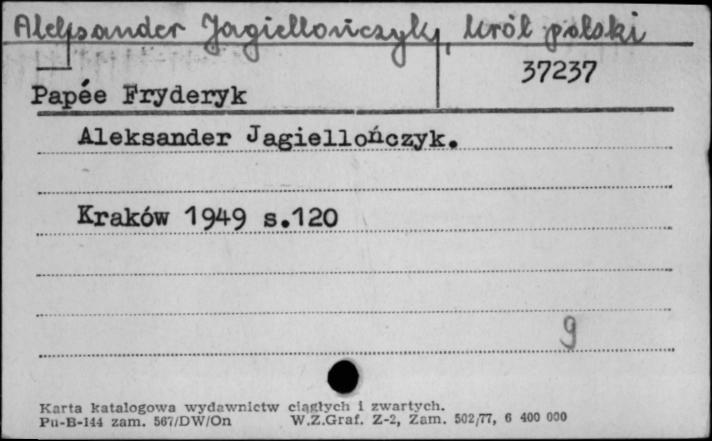 Aleksander Jagiellończyk, król polski
37237
Papée Fryderyk
Aleksander Jagiellończyk.
Kraków 1949 s.120
9
Karta katalogowa wydawnictw ciągłych i zwartych.
Pu-B-144 zam. 567/DW/On W.Z.Graf. Z-2, Zam. 502/77, 6 400 000